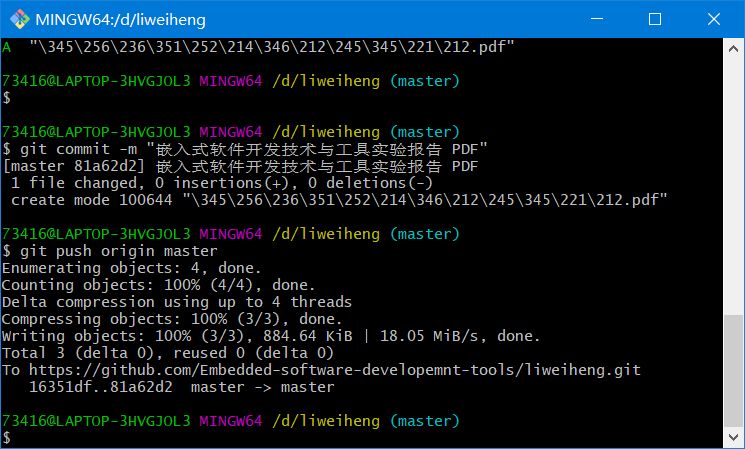 MINGW64:/d/liweiheng
A  "\345\256\236\351\252\214\346\212\245\345\221\212.pdf"
73416@LAPTOP-3HVGJOL3 MINGW64 /d/liweiheng (master)
$
73416@LAPTOP-3HVGJOL3 MINGW64 /d/liweiheng (master)
$ git commit -m "嵌入式软件开发技术与工具实验报告 PDF"
[master 81a62d2] 嵌入式软件开发技术与工具实验报告 PDF
 1 file changed, 0 insertions(+), 0 deletions(-)
 create mode 100644 "\345\256\236\351\252\214\346\212\245\345\221\212.pdf"
73416@LAPTOP-3HVGJOL3 MINGW64 /d/liweiheng (master)
$ git push origin master
Enumerating objects: 4, done.
Counting objects: 100% (4/4), done.
Delta compression using up to 4 threads
Compressing objects: 100% (3/3), done.
Writing objects: 100% (3/3), 884.64 KiB | 18.05 MiB/s, done.
Total 3 (delta 0), reused 0 (delta 0)
To https://github.com/Embedded-software-developemnt-tools/liweiheng.git
   16351df..81a62d2  master -> master
73416@LAPTOP-3HVGJOL3 MINGW64 /d/liweiheng (master)
$